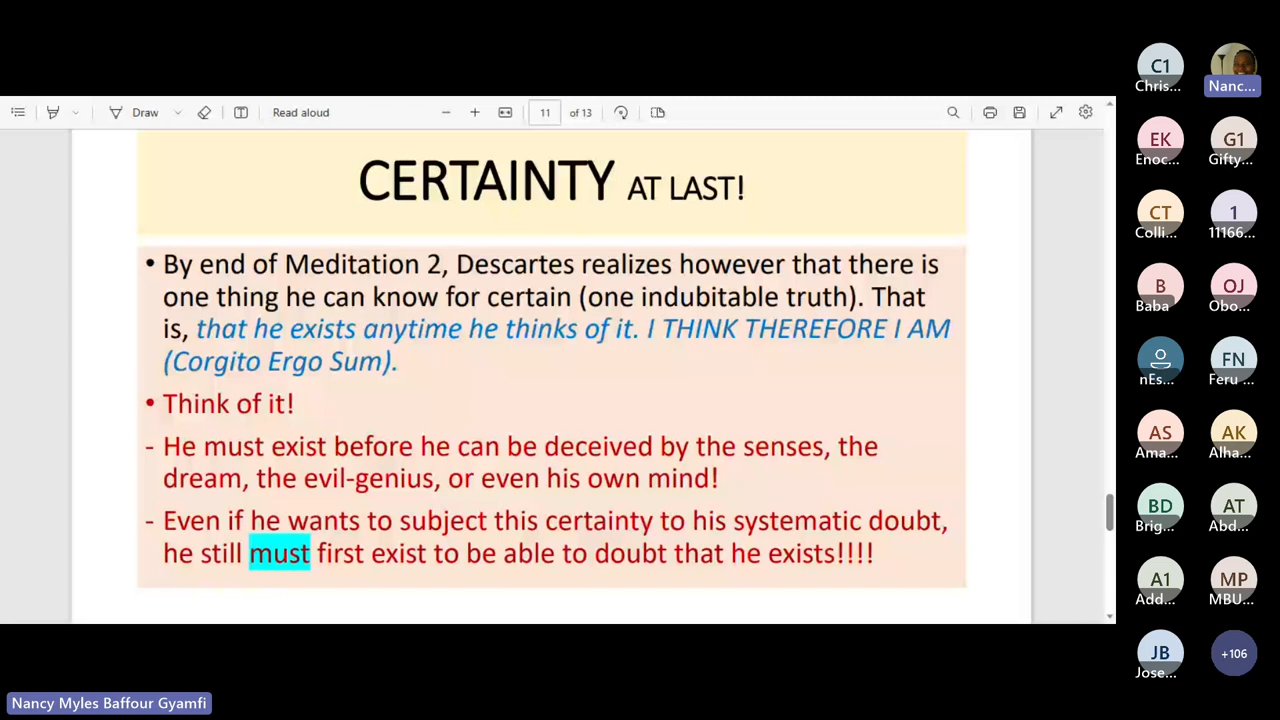 Draw
Read aloud
11
of 13
CERTAINTY AT LAST!
• By end of Meditation 2, Descartes realizes however that there is
one thing he can know for certain (one indubitable truth). That
is, that he exists anytime he thinks of it. I THINK THEREFORE I AM
(Corgito Ergo Sum).
• Think of it!
- He must exist before he can be deceived by the senses, the
dream, the evil-genius, or even his own mind!
- Even if he wants to subject this certainty to his systematic doubt,
he still must first exist to be able to doubt that he exists!!!!
C1
Chris...
Nanc...
EK
Enoc...
G1
Gifty...
CT
Colli...
1
11166...
B
Baba
OJ
Obo...
nEs...
FN
Feru ...
AS
Ama...
AK
Alha...
BD
Brig...
AT
Abd...
A1
Add...
MP
MBU...
JB
Jose...
+106
Nancy Myles Baffour Gyamfi